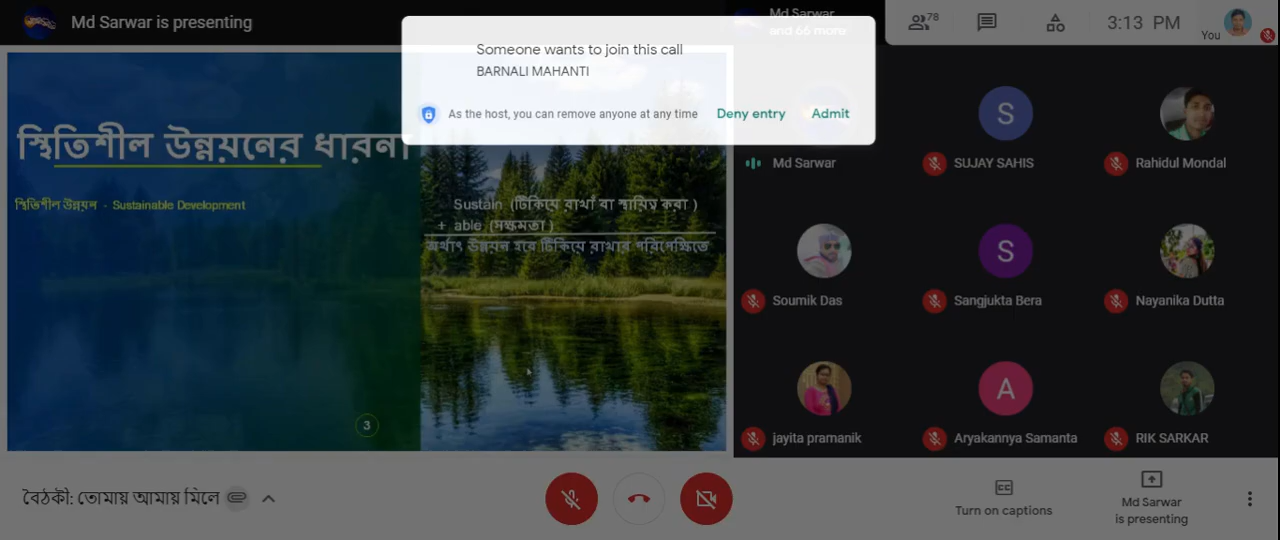 Md Sarwar is presenting
Md Sarwar
and 66 more
78
3:13 PM
You
Someone wants to join this call
BARNALI MAHANTI
As the host, you can remove anyone at any time
Deny entry
Admit
স্থিতিশীল উন্নয়নের ধারনা
স্থিতিশীল উন্নয়ন - Sustainable Development
Sustain (টিকিয়ে রাখা বা স্থায়িত্ব করা )
+ able (সক্ষমতা )
অর্থাৎ উন্নয়ন হবে টিকিয়ে রাখার পরিপেক্ষিতে
3
Md Sarwar
S
SUJAY SAHIS
Rahidul Mondal
Soumik Das
S
Sangjukta Bera
Nayanika Dutta
jayita pramanik
A
Aryakannya Samanta
RIK SARKAR
বৈঠকী: তোমায় আমায় মিলে
CC
Turn on captions
Md Sarwar
is presenting